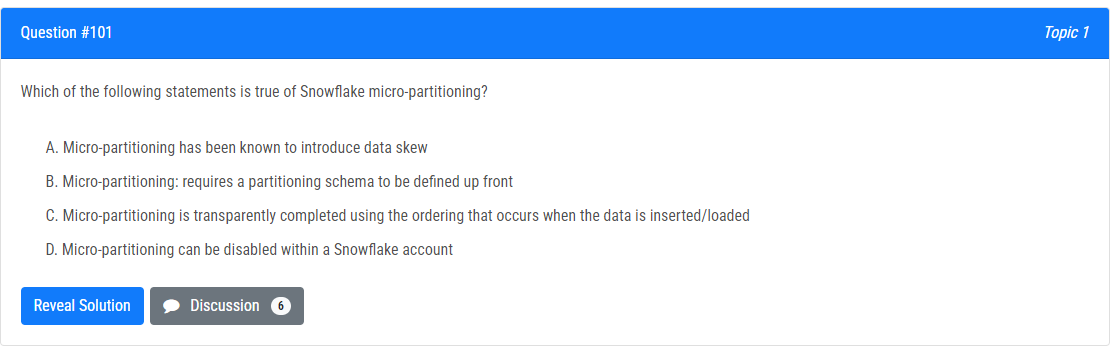 Question #101
Topic 1
Which of the following statements is true of Snowflake micro-partitioning?
A. Micro-partitioning has been known to introduce data skew
B. Micro-partitioning: requires a partitioning schema to be defined up front
C. Micro-partitioning is transparently completed using the ordering that occurs when the data is inserted/loaded
D. Micro-partitioning can be disabled within a Snowflake account
Reveal Solution
Discussion 6